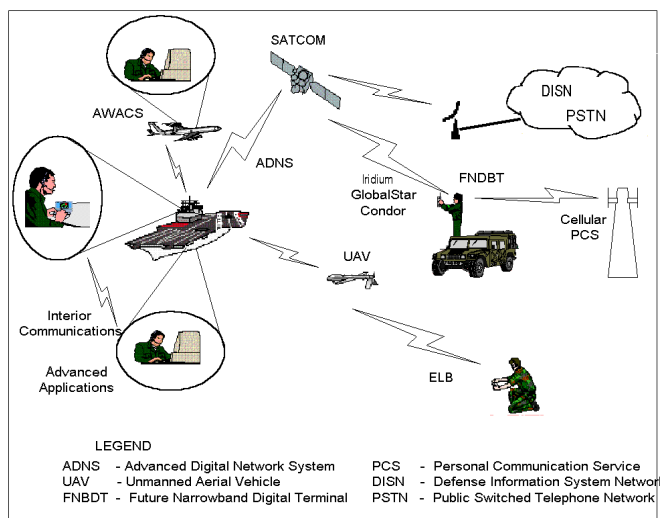 SATCOM
DISN
PSTN
AWACS
ADNS
Iridium
GlobalStar
Condor
FNDBT
Cellular
PCS
UAV
Interior
Communications
Advanced
Applications
ELB
LEGEND
ADNS - Advanced Digital Network System
UAV - Unmanned Aerial Vehicle
FNBDT - Future Narrowband Digital Terminal
PCS - Personal Communication Service
DISN - Defense Information System Network
PSTN - Public Switched Telephone Network